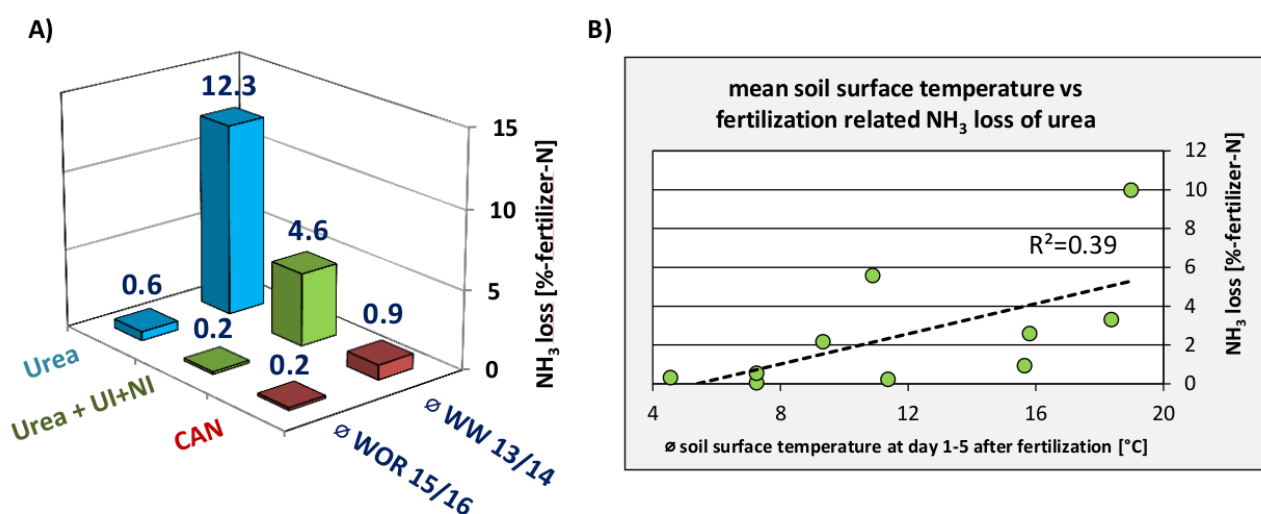 A)
12.3
4.6
0.6
0.2
0.9
0.2
15
10
5
0
NH₃ loss [%-fertilizer-N]
Urea
Urea + UI+NI
CAN
ø WOR 15/16
ø WW 13/14
B)
mean soil surface temperature vs
fertilization related NH₃ loss of urea
R²=0.39
12
10
8
6
4
2
0
NH₃ loss [%-fertilizer-N]
4 8 12 16 20
ø soil surface temperature at day 1-5 after fertilization [°C]